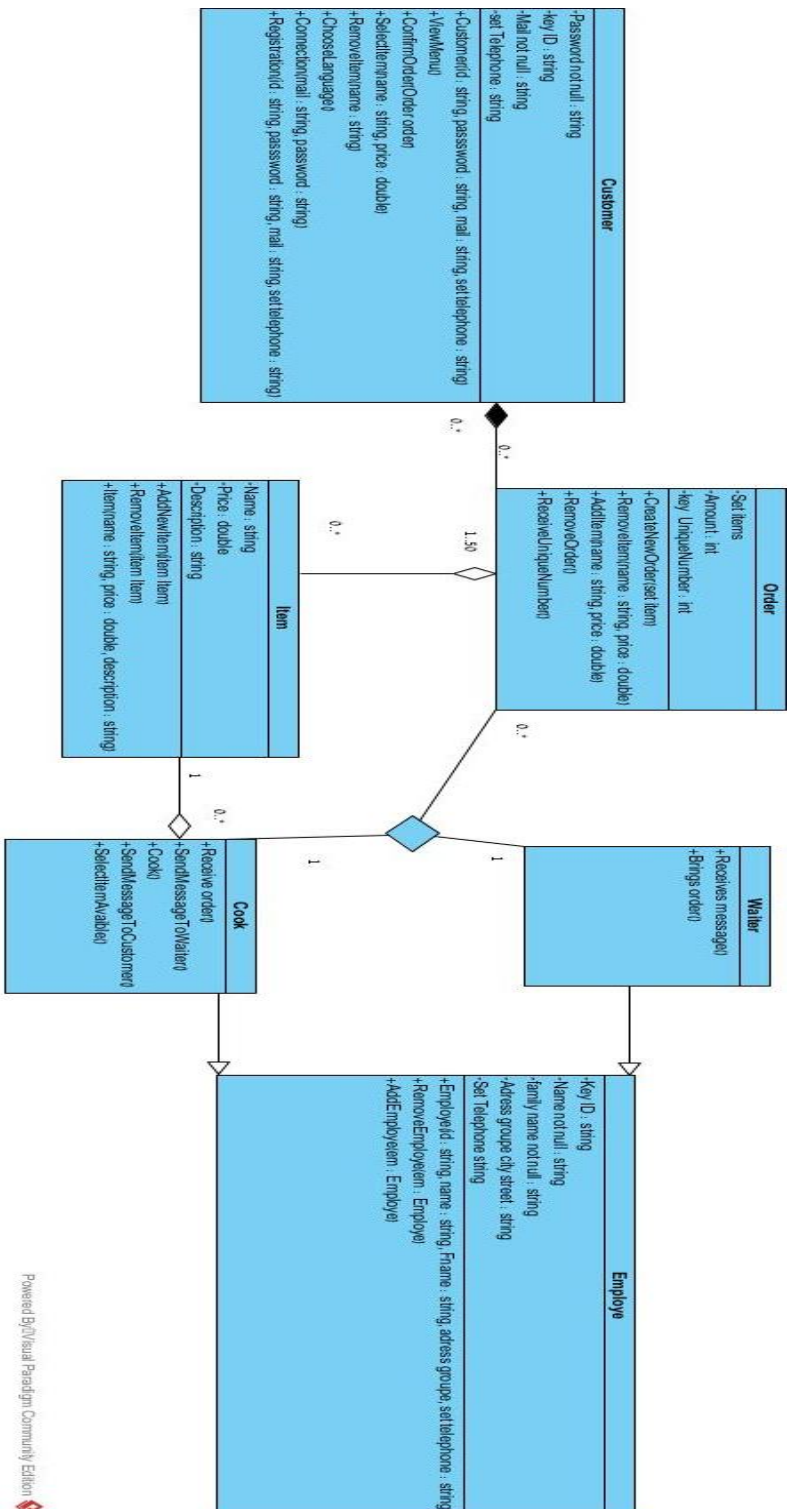 Customer
-Password not null : string
-key ID : string
-Mail not null : string
-set Telephone : string
+Customer(id : string, passsword : string, mail : string, set telephone : string)
+ViewMenu()
+ConfirmOrder(Order order)
+SelectItem(name : string, price : double)
+RemoveItem(name : string)
+ChooseLanguage()
+Connection(mail : string, password : string)
+Registration(id : string, passsword : string, mail : string, set telephone : string)
0..*
0..*
Order
-Set items
-Amount : int
-key UniqueNumber : int
+CreateNewOrder(set item)
+RemoveItem(name : string, price : double)
+AddItem(name : string, price : double)
+RemoveOrder()
+ReceiveUniqueNumber()
1.50
0..*
0..*
Item
-Name : string
-Price : double
-Description : string
+AddNewItem(Item Item)
+RemoveItem(Item Item)
+Item(name : string, price : double, description : string)
1
0..*
1
1
Waiter
+Receives message()
+Brings order()
Cook
+Receive order()
+SendMessageToWaiter()
+Cook()
+SendMessageToCustomer()
+SelectItemAvaible()
Employe
-Key ID : string
-Name not null : string
-family name not null : string
-Adress groupe city street : string
-Set Telephone string
+Employe(id : string, name : string, Fname : string, adress groupe, set telephone : string
+RemoveEmploye(em : Employe)
+AddEmploye(em : Employe)
Powered By Visual Paradigm Community Edition